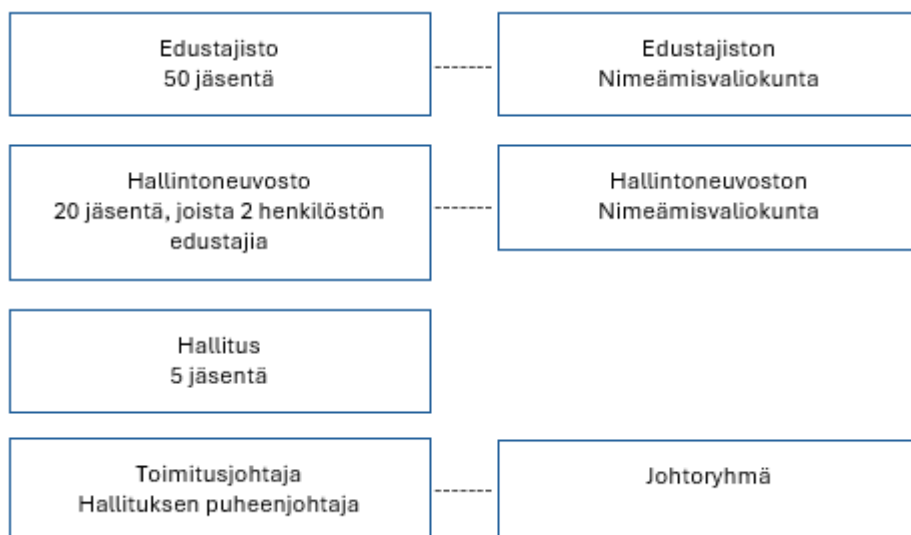 Edustajisto
50 jäsentä
Edustajiston
Nimeämisvaliokunta
Hallintoneuvosto
20 jäsentä, joista 2 henkilöstön
edustajia
Hallintoneuvoston
Nimeämisvaliokunta
Hallitus
5 jäsentä
Toimitusjohtaja
Hallituksen puheenjohtaja
Johtoryhmä